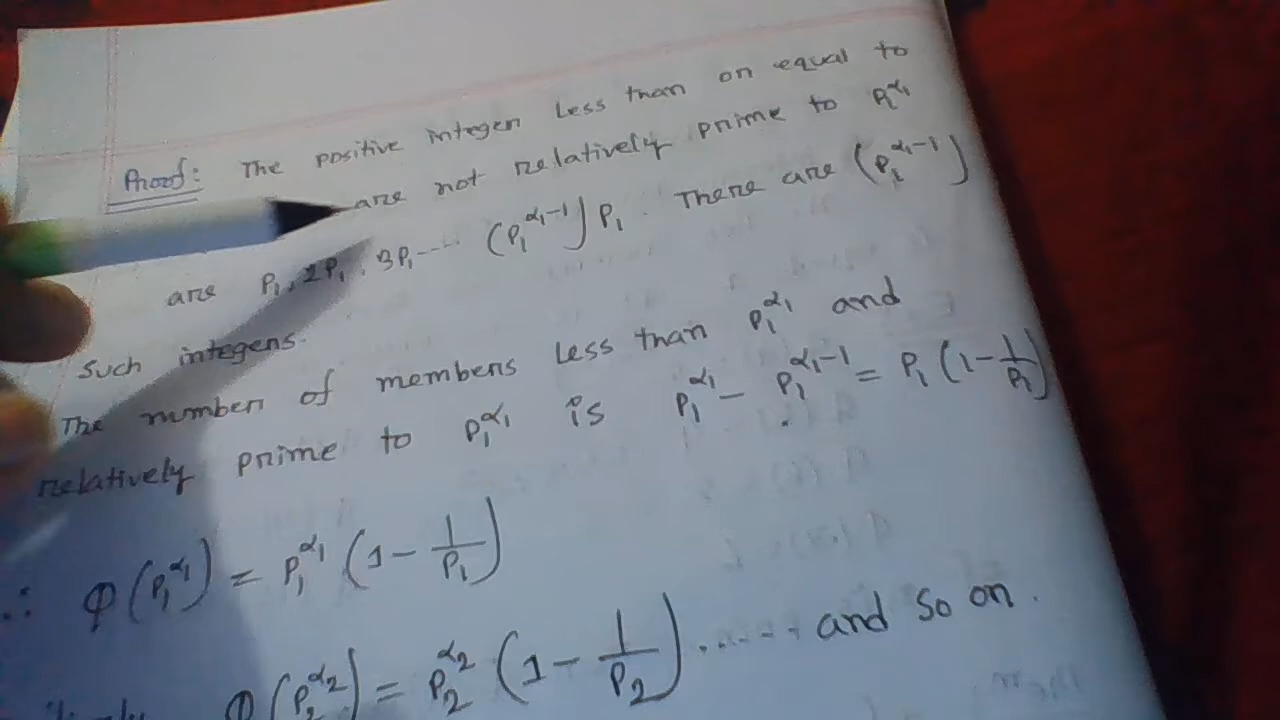 Proof: The positive integer less than or equal to
are not relatively prime to P₁^α₁
are P₁, 2P₁, 3P₁---- (P₁^α₁-1) P₁. There are (P₁^α₁-1)
Such integers.
The number of members less than P₁^α₁ and
relatively prime to P₁^α₁ is P₁^α₁ - P₁^α₁-1 = P₁ (1 - 1/P₁)
∴ φ(P₁^α₁) = P₁^α₁ (1 - 1/P₁)
φ(P₂^α₂) = P₂^α₂ (1 - 1/P₂) ...... and so on.